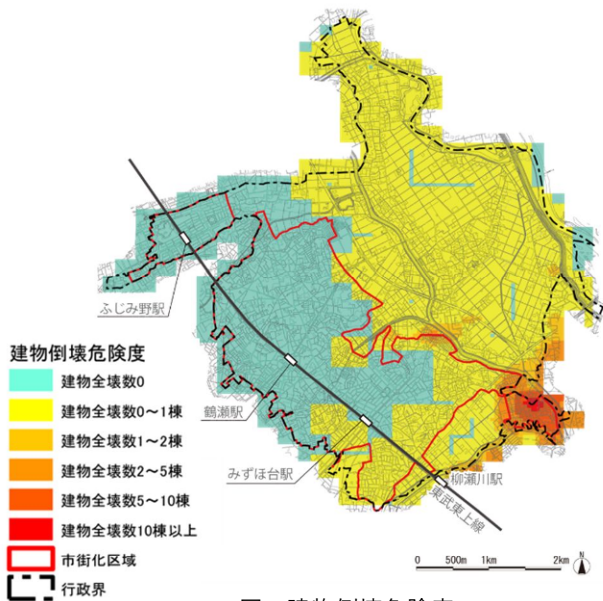 ふじみ野駅
鶴瀬駅
みずほ台駅
柳瀬川駅
東武東上線
建物倒壊危険度
建物全壊数0
建物全壊数0～1棟
建物全壊数1～2棟
建物全壊数2～5棟
建物全壊数5～10棟
建物全壊数10棟以上
市街化区域
行政界
0 500m 1km 2km
N